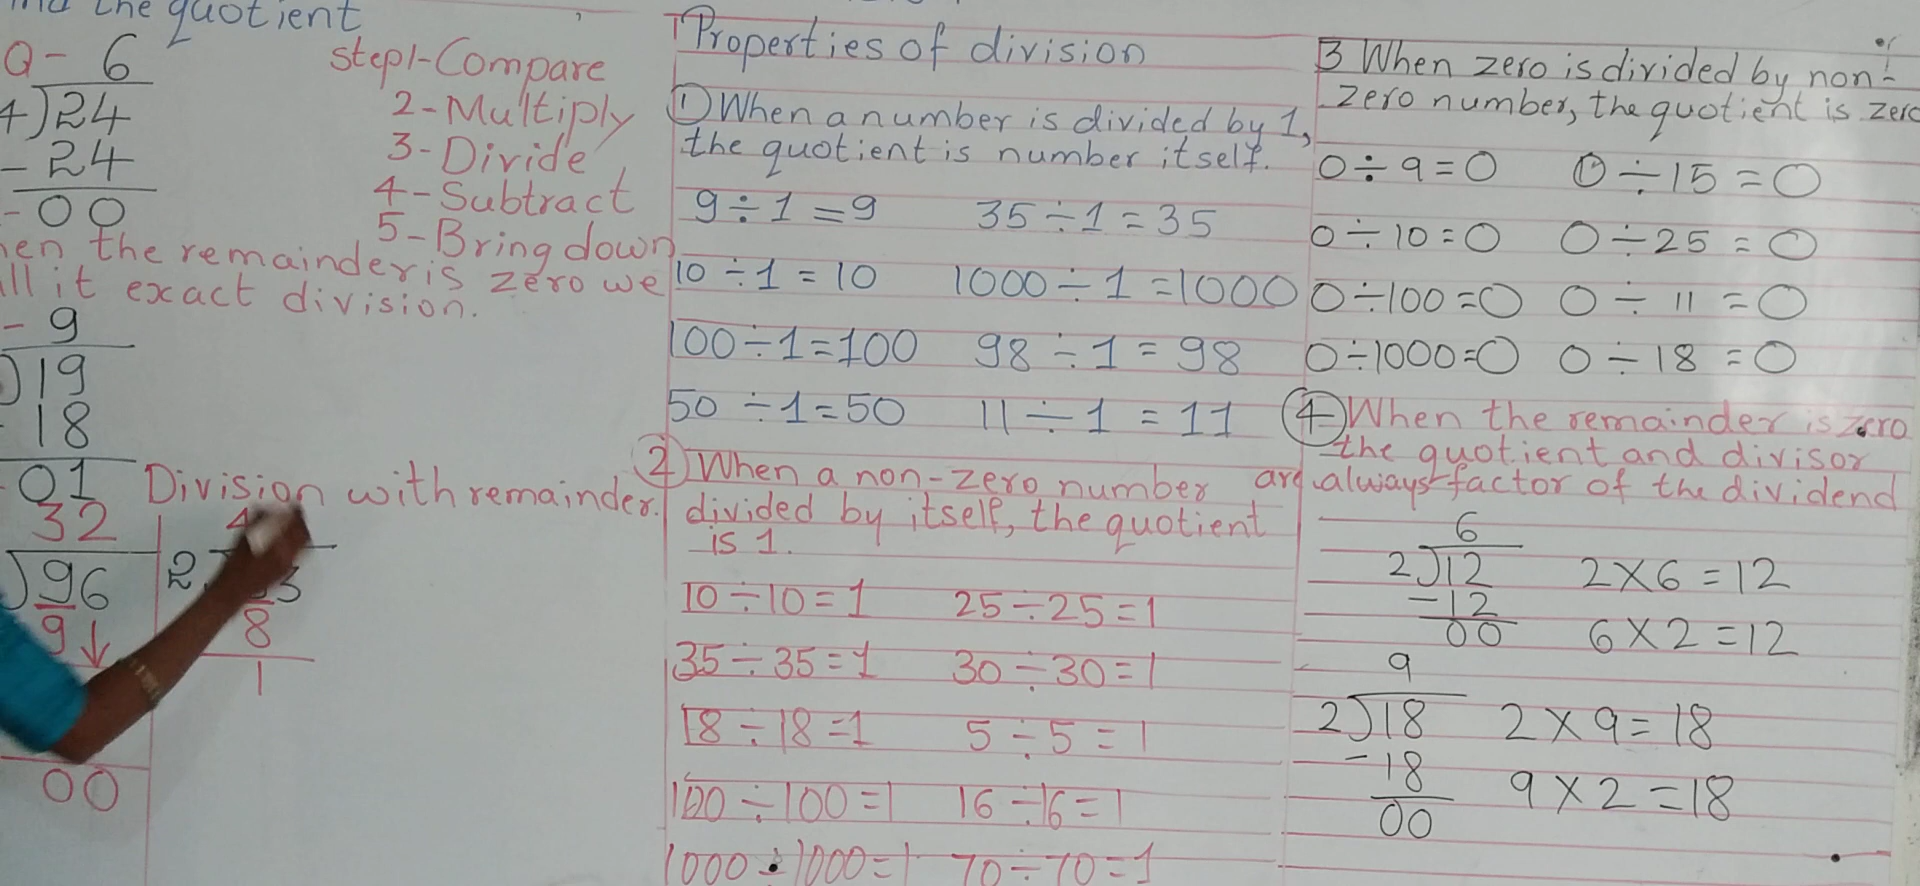 the quotient
Q- 6
4)24
-24
-00
step1-Compare
2-Multiply
3-Divide
4-Subtract
5-Bring down
the remainder is zero we
it exact division.
- 9
)19
-18
-01
Division with remainder.
32
)96
9↓
00
2
8
1
Properties of division
① When a number is divided by 1,
the quotient is number itself.
9÷1=9 35÷1=35
10÷1=10 1000÷1=1000
100÷1=100 98÷1=98
50÷1=50 11÷1=11
② When a non-zero number
divided by itself, the quotient
is 1.
10÷10=1 25÷25=1
35÷35=1 30÷30=1
18÷18=1 5÷5=1
100÷100=1 16÷16=1
1000÷1000=1 70÷70=1
3 When zero is divided by non-
zero number, the quotient is zero
0÷9=0 0÷15=0
0÷10=0 0÷25=0
0÷100=0 0÷11=0
0÷1000=0 0÷18=0
④ When the remainder is zero
the quotient and divisor
are always factor of the dividend
6
2)12 2×6=12
-12
00 6×2=12
9
2)18 2×9=18
-18 9×2=18
00